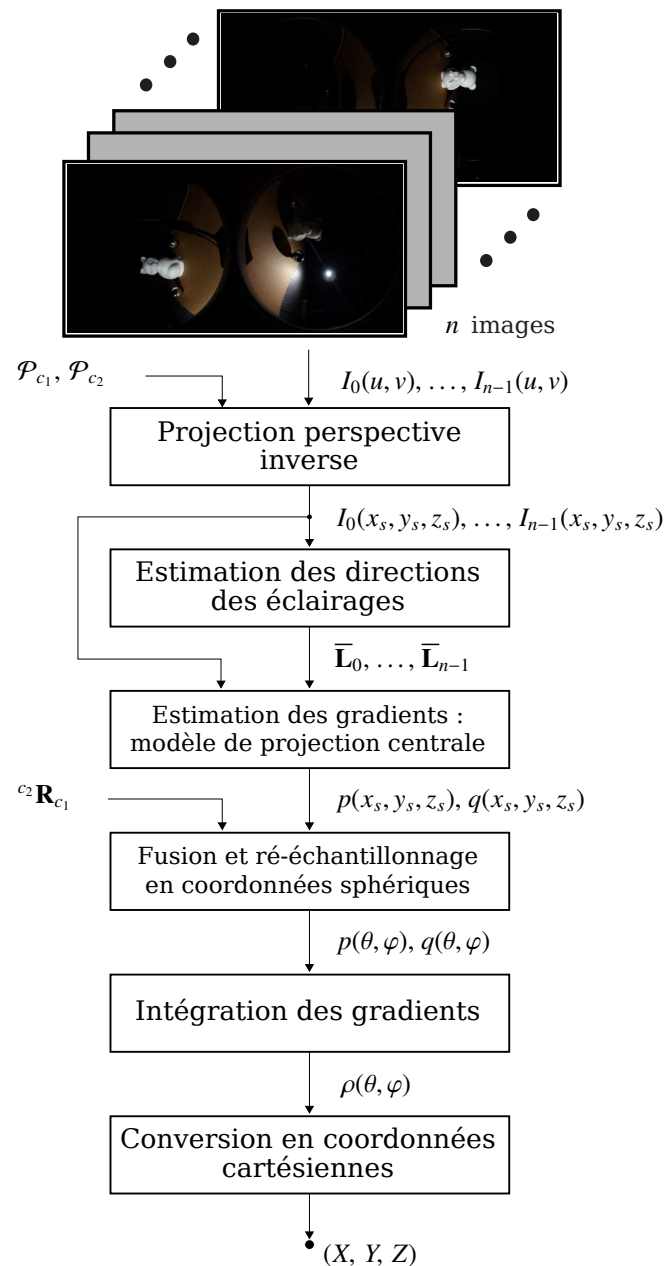 n images
𝒫c₁, 𝒫c₂
I₀(u, v), . . . , Iₙ₋₁(u, v)
Projection perspective
inverse
I₀(xₛ, yₛ, zₛ), . . . , Iₙ₋₁(xₛ, yₛ, zₛ)
Estimation des directions
des éclairages
L̅₀, . . . , L̅ₙ₋₁
Estimation des gradients :
modèle de projection centrale
c₂Rc₁
p(xₛ, yₛ, zₛ), q(xₛ, yₛ, zₛ)
Fusion et ré-échantillonnage
en coordonnées sphériques
p(θ, φ), q(θ, φ)
Intégration des gradients
ρ(θ, φ)
Conversion en coordonnées
cartésiennes
(X, Y, Z)